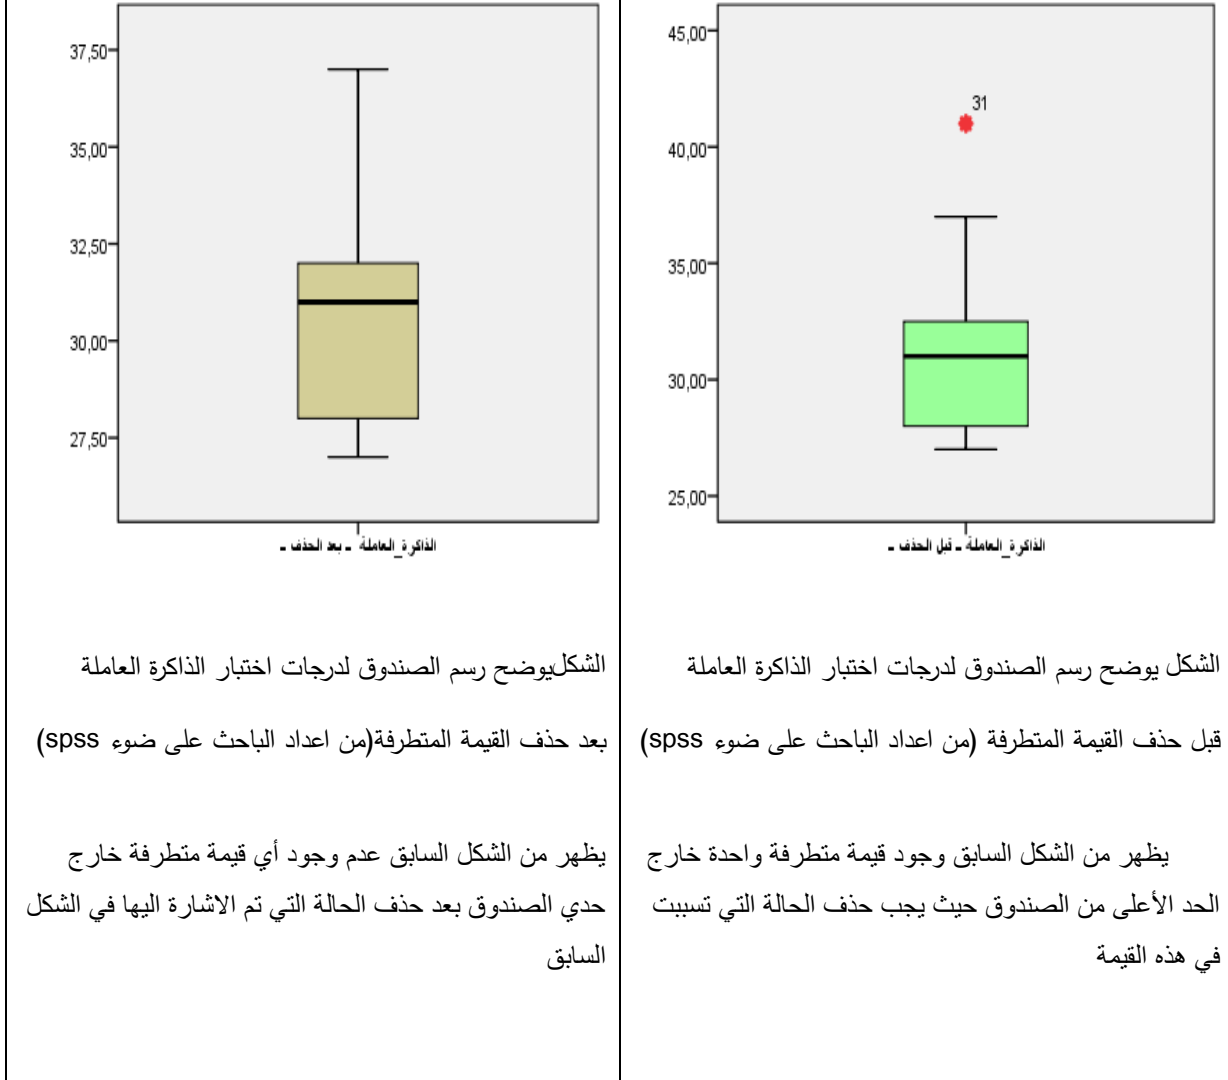 45,00
40,00
35,00
30,00
25,00
31
الذاكرة_العاملة - قبل الحذف -
الشكل يوضح رسم الصندوق لدرجات اختبار الذاكرة العاملة
قبل حذف القيمة المتطرفة (من اعداد الباحث على ضوء spss)
يظهر من الشكل السابق وجود قيمة متطرفة واحدة خارج
الحد الأعلى من الصندوق حيث يجب حذف الحالة التي تسببت
في هذه القيمة
37,50
35,00
32,50
30,00
27,50
الذاكرة_العاملة - بعد الحذف -
الشكليوضح رسم الصندوق لدرجات اختبار الذاكرة العاملة
بعد حذف القيمة المتطرفة(من اعداد الباحث على ضوء spss)
يظهر من الشكل السابق عدم وجود أي قيمة متطرفة خارج
حدي الصندوق بعد حذف الحالة التي تم الاشارة اليها في الشكل
السابق